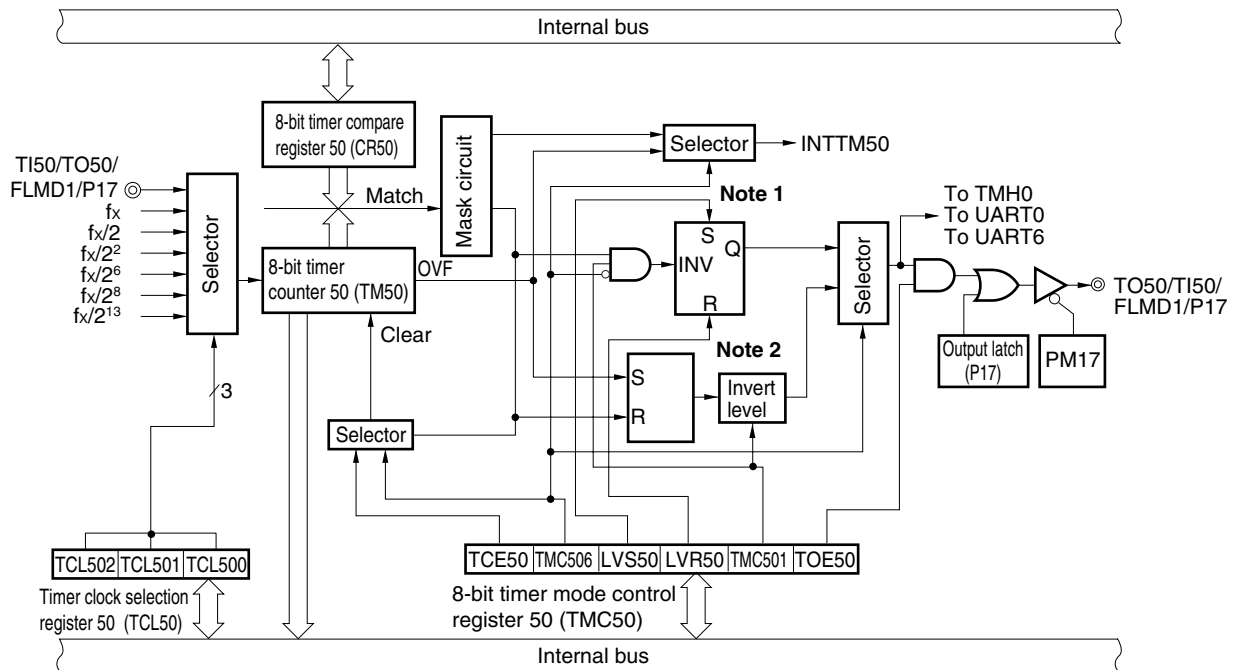 Internal bus
8-bit timer compare
register 50 (CR50)
TI50/TO50/
FLMD1/P17
fX
fX/2
fX/2²
fX/2⁶
fX/2⁸
fX/2¹³
Selector
Match
Mask circuit
Selector
INTTM50
Note 1
8-bit timer
counter 50 (TM50)
OVF
Clear
S
Q
INV
R
Selector
To TMH0
To UART0
To UART6
TO50/TI50/
FLMD1/P17
Output latch
(P17)
PM17
Note 2
S
R
Invert
level
3
Selector
TCL502 TCL501 TCL500
Timer clock selection
register 50 (TCL50)
TCE50 TMC506 LVS50 LVR50 TMC501 TOE50
8-bit timer mode control
register 50 (TMC50)
Internal bus